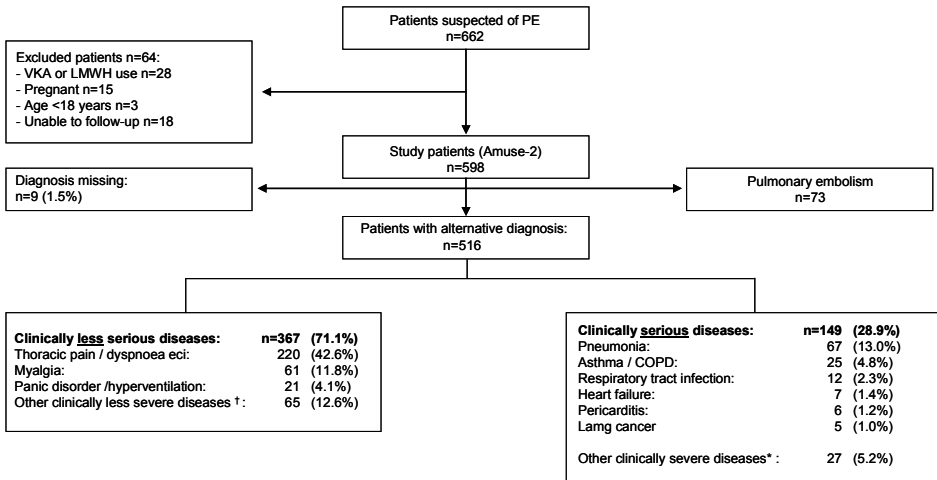 Patients suspected of PE
n=662
Excluded patients n=64:
- VKA or LMWH use n=28
- Pregnant n=15
- Age <18 years n=3
- Unable to follow-up n=18
Study patients (Amuse-2)
n=598
Diagnosis missing:
n=9 (1.5%)
Pulmonary embolism
n=73
Patients with alternative diagnosis:
n=516
Clinically less serious diseases: n=367 (71.1%)
Thoracic pain / dyspnoea eci: 220 (42.6%)
Myalgia: 61 (11.8%)
Panic disorder /hyperventilation: 21 (4.1%)
Other clinically less severe diseases † : 65 (12.6%)
Clinically serious diseases: n=149 (28.9%)
Pneumonia: 67 (13.0%)
Asthma / COPD: 25 (4.8%)
Respiratory tract infection: 12 (2.3%)
Heart failure: 7 (1.4%)
Pericarditis: 6 (1.2%)
Lamg cancer 5 (1.0%)
Other clinically severe diseases* : 27 (5.2%)